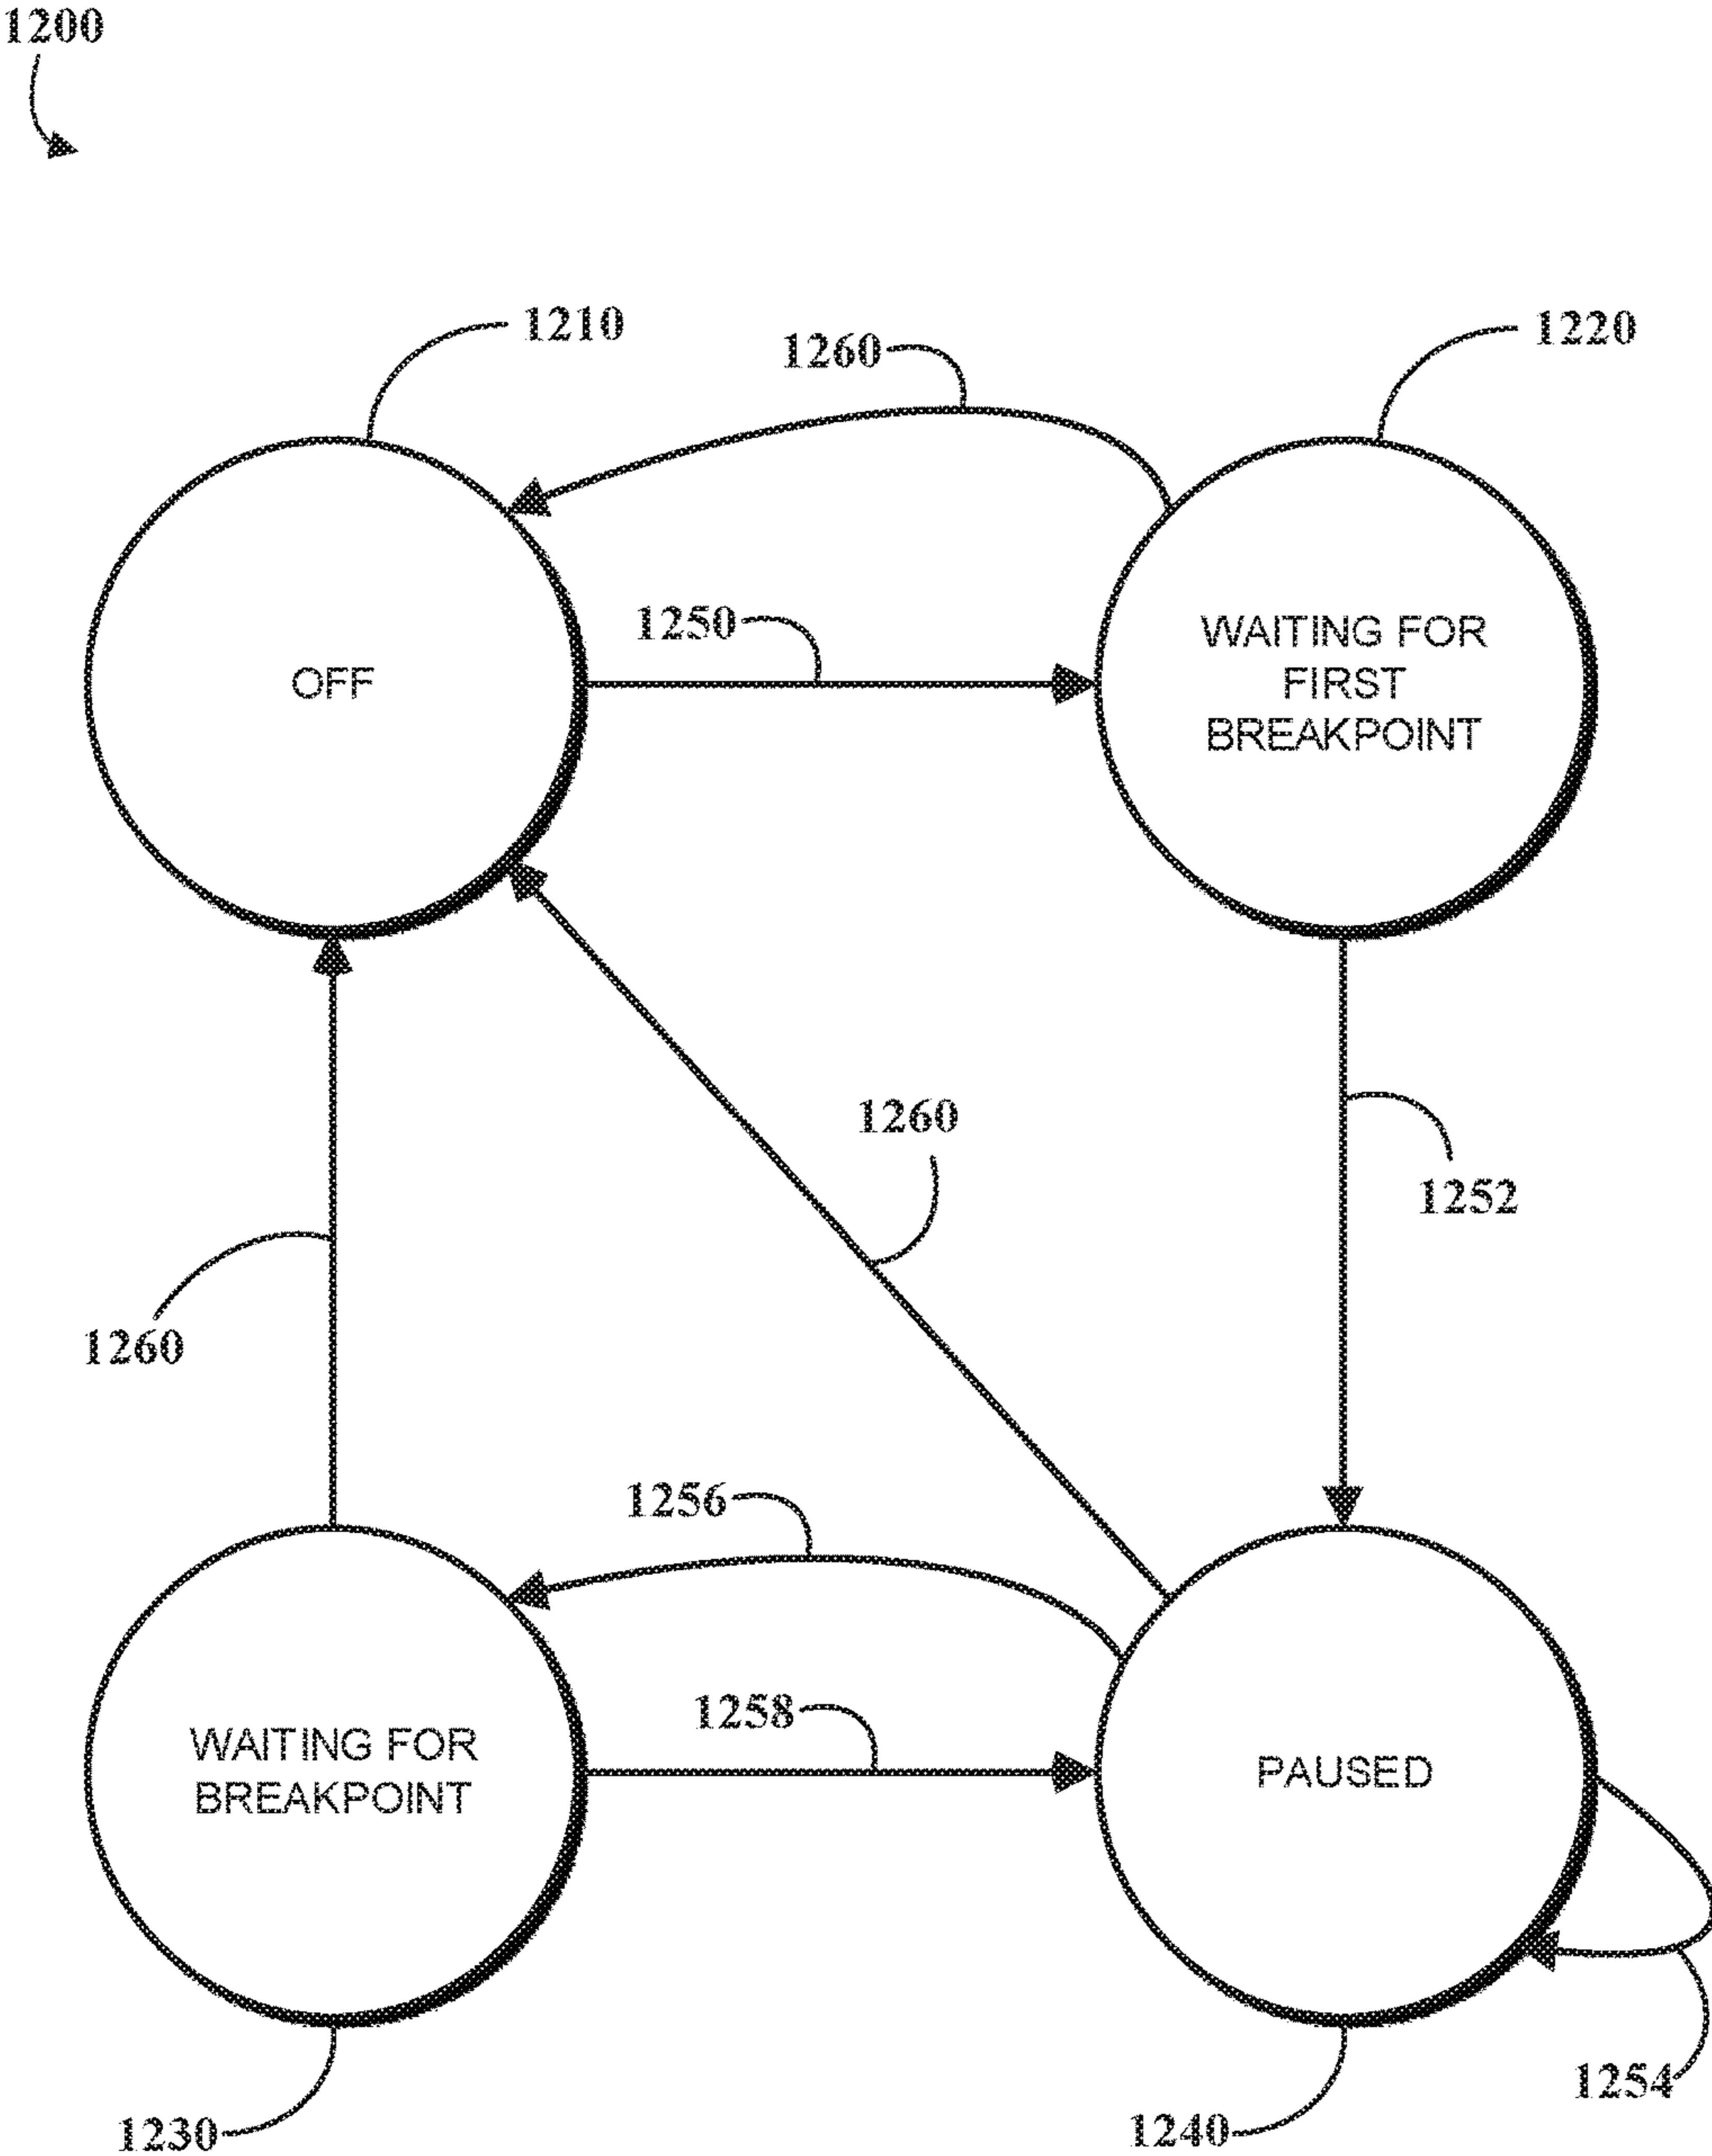 1200
1210
1260
1220
1250
OFF
WAITING FOR
FIRST
BREAKPOINT
1260
1252
1260
1256
1258
WAITING FOR
BREAKPOINT
PAUSED
1254
1230
1240